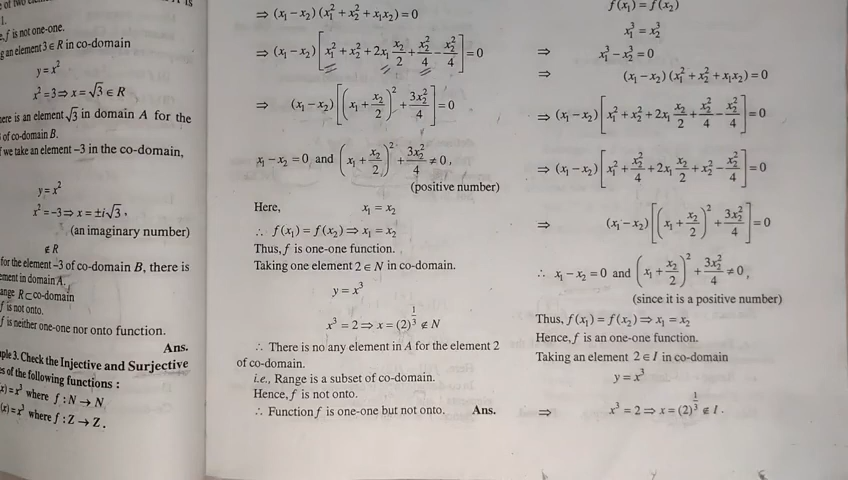 of two
is
1.
f is not one-one.
g an element 3 ∈ R in co-domain
y = x²
x² = 3 ⇒ x = √3 ∈ R
here is an element √3 in domain A for the
3 of co-domain B.
f we take an element –3 in the co-domain,
y = x²
x² = –3 ⇒ x = ±i√3 ,
(an imaginary number)
∉ R
for the element –3 of co-domain B, there is
ement in domain A.
ange R ⊂ co-domain
f is not onto.
f is neither one-one nor onto function.
Ans.
ple 3. Check the Injective and Surjective
es of the following functions :
(x) = x³ where f : N → N
(x) = x³ where f : Z → Z .
⇒ (x₁ – x₂) (x₁² + x₂² + x₁x₂) = 0
⇒ (x₁ – x₂) [x₁² + x₂² + 2x₁ x₂/2 + x₂²/4 – x₂²/4] = 0
⇒ (x₁ – x₂) [(x₁ + x₂/2)² + 3x₂²/4] = 0
x₁ – x₂ = 0 and (x₁ + x₂/2)² + 3x₂²/4 ≠ 0 ,
(positive number)
Here, x₁ = x₂
∴ f(x₁) = f(x₂) ⇒ x₁ = x₂
Thus, f is one-one function.
Taking one element 2 ∈ N in co-domain.
y = x³
x³ = 2 ⇒ x = (2)^(1/3) ∉ N
∴ There is no any element in A for the element 2
of co-domain.
i.e., Range is a subset of co-domain.
Hence, f is not onto.
∴ Function f is one-one but not onto. Ans.
f(x₁) = f(x₂)
x₁³ = x₂³
⇒ x₁³ – x₂³ = 0
⇒ (x₁ – x₂) (x₁² + x₂² + x₁x₂) = 0
⇒ (x₁ – x₂) [x₁² + x₂² + 2x₁ x₂/2 + x₂²/4 – x₂²/4] = 0
⇒ (x₁ – x₂) [x₁² + x₂²/4 + 2x₁ x₂/2 + x₂² – x₂²/4] = 0
⇒ (x₁ – x₂) [(x₁ + x₂/2)² + 3x₂²/4] = 0
∴ x₁ – x₂ = 0 and (x₁ + x₂/2)² + 3x₂²/4 ≠ 0 ,
(since it is a positive number)
Thus, f(x₁) = f(x₂) ⇒ x₁ = x₂
Hence, f is an one-one function.
Taking an element 2 ∈ I in co-domain
y = x³
⇒ x³ = 2 ⇒ x = (2)^(1/3) ∉ I .